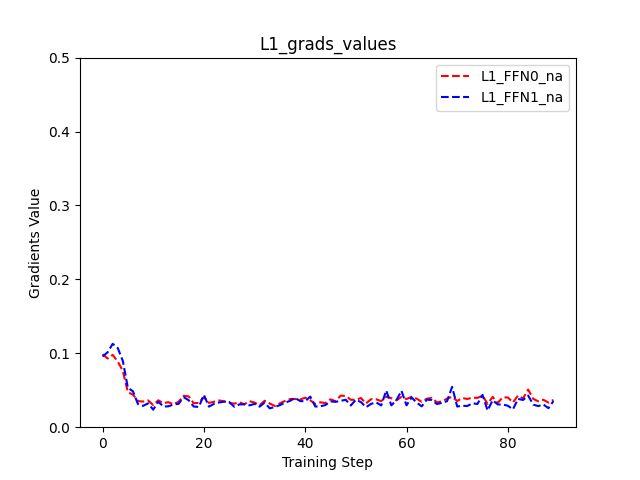 L1_grads_values
0.5
0.4
0.3
0.2
0.1
0.0
Gradients Value
L1_FFN0_na
L1_FFN1_na
0 20 40 60 80
Training Step